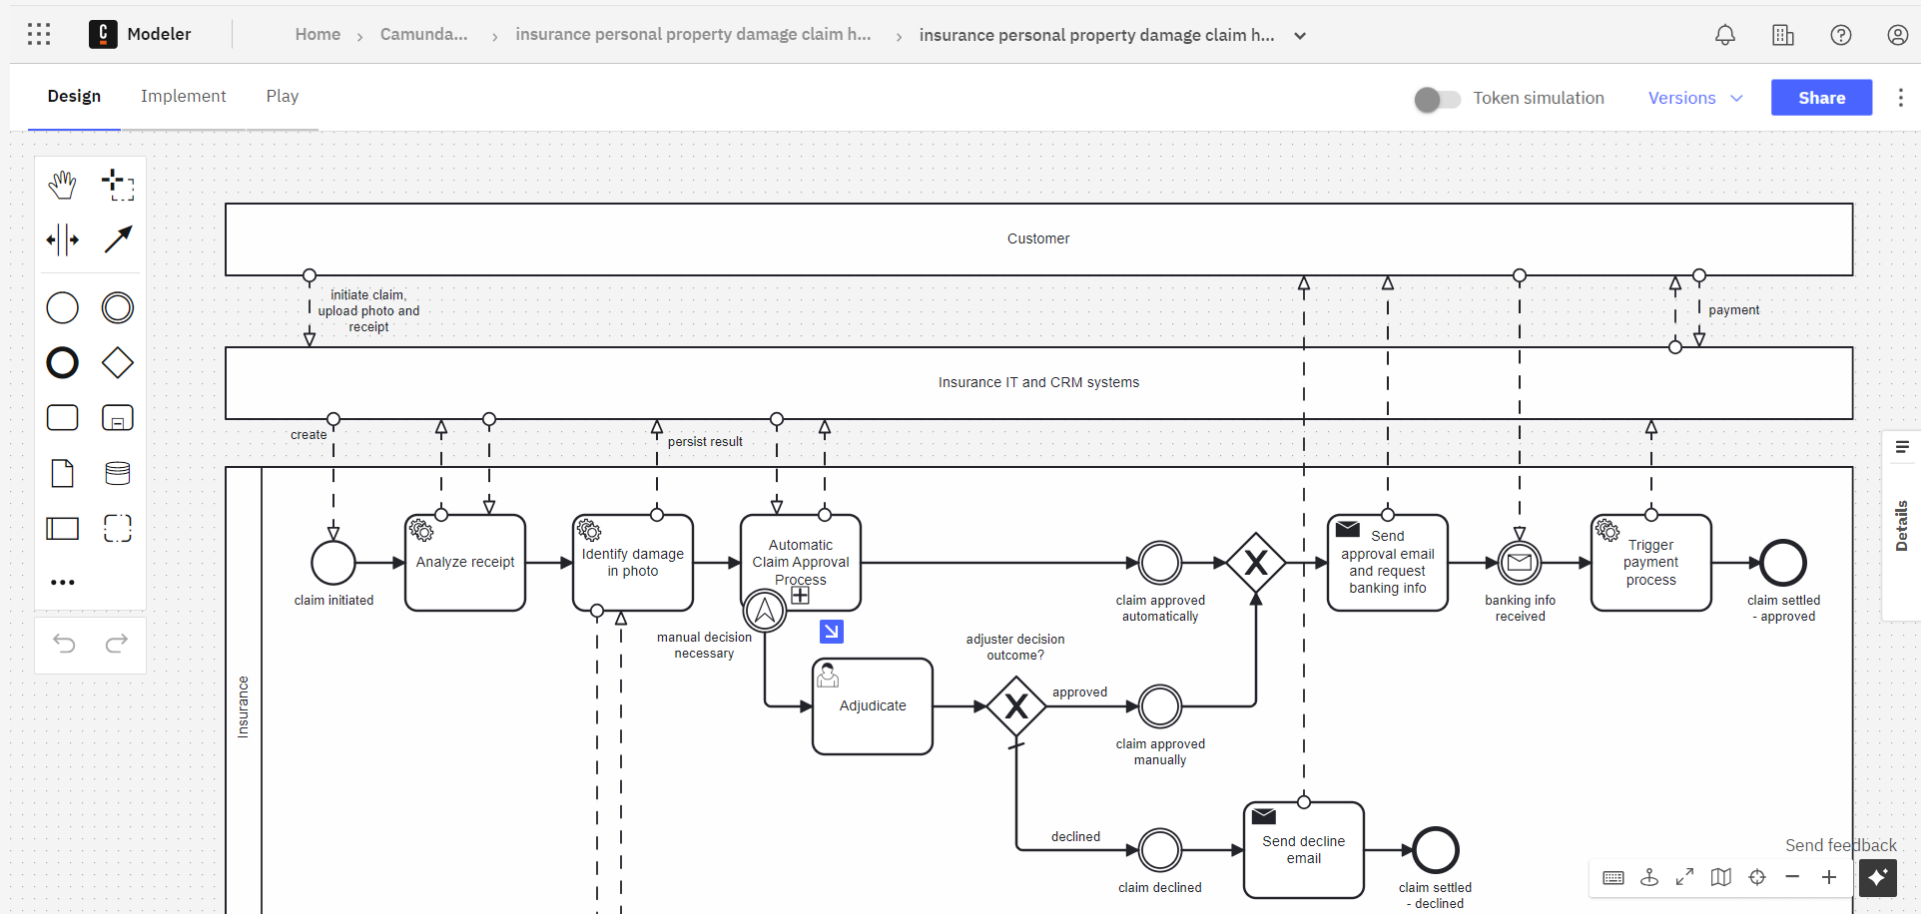 C Modeler Home Camunda... insurance personal property damage claim h... insurance personal property damage claim h...
Design Implement Play Token simulation Versions Share
Customer
initiate claim,
upload photo and
receipt
payment
Insurance IT and CRM systems
create
persist result
Details
Insurance
claim initiated
Analyze receipt
Identify damage
in photo
Automatic
Claim Approval
Process
manual decision
necessary
claim approved
automatically
X
Send
approval email
and request
banking info
banking info
received
Trigger
payment
process
claim settled
- approved
Adjudicate
adjuster decision
outcome?
X
approved
claim approved
manually
declined
claim declined
Send decline
email
claim settled
- declined
Send feedback